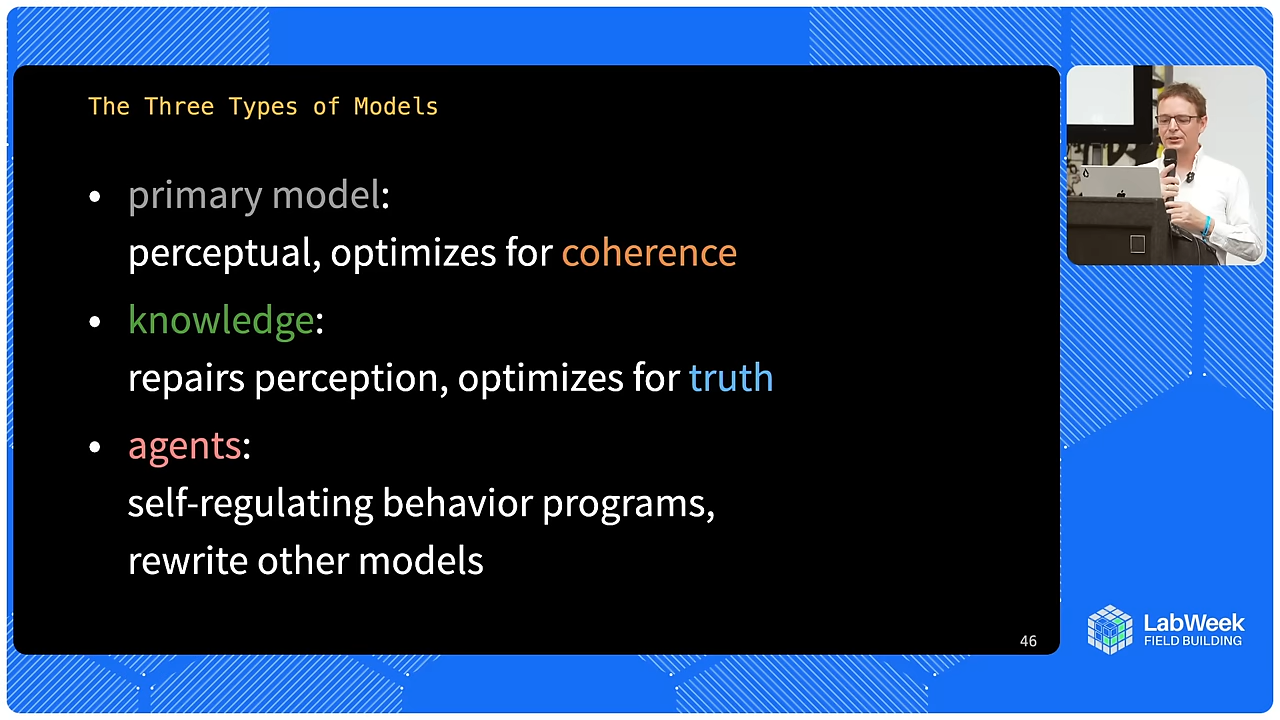 The Three Types of Models
• primary model:
perceptual, optimizes for coherence
• knowledge:
repairs perception, optimizes for truth
• agents:
self-regulating behavior programs,
rewrite other models
46
LabWeek
FIELD BUILDING